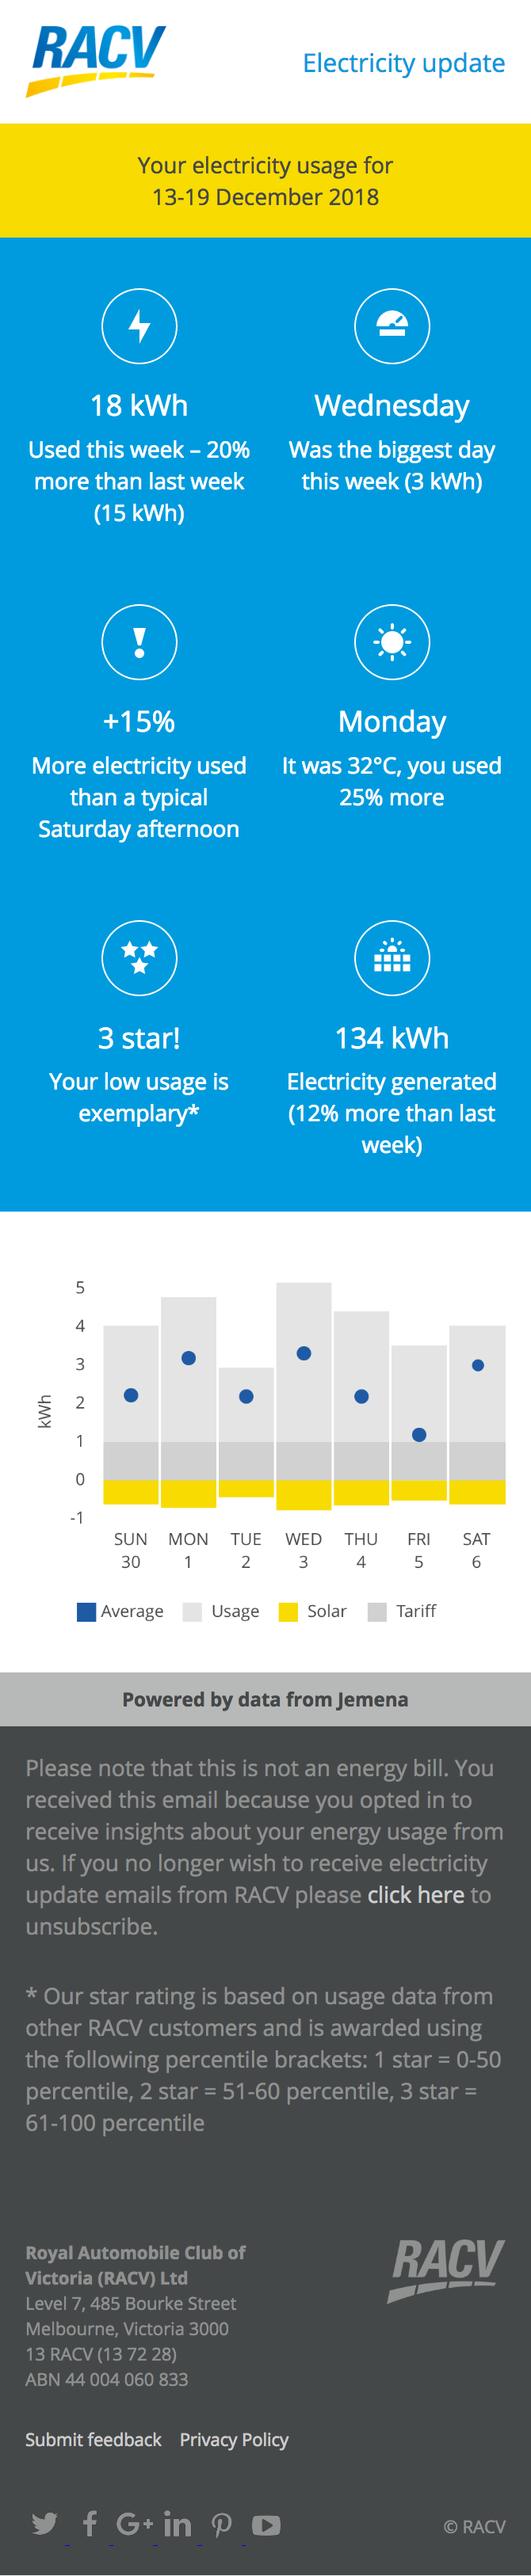 RACV
Electricity update
Your electricity usage for
13-19 December 2018
18 kWh
Used this week – 20%
more than last week
(15 kWh)
Wednesday
Was the biggest day
this week (3 kWh)
+15%
More electricity used
than a typical
Saturday afternoon
Monday
It was 32°C, you used
25% more
3 star!
Your low usage is
exemplary*
134 kWh
Electricity generated
(12% more than last
week)
kWh
5
4
3
2
1
0
-1
SUN MON TUE WED THU FRI SAT
30 1 2 3 4 5 6
Average Usage Solar Tariff
Powered by data from Jemena
Please note that this is not an energy bill. You
received this email because you opted in to
receive insights about your energy usage from
us. If you no longer wish to receive electricity
update emails from RACV please click here to
unsubscribe.
* Our star rating is based on usage data from
other RACV customers and is awarded using
the following percentile brackets: 1 star = 0-50
percentile, 2 star = 51-60 percentile, 3 star =
61-100 percentile
Royal Automobile Club of
Victoria (RACV) Ltd
Level 7, 485 Bourke Street
Melbourne, Victoria 3000
13 RACV (13 72 28)
ABN 44 004 060 833
RACV
Submit feedback Privacy Policy
© RACV